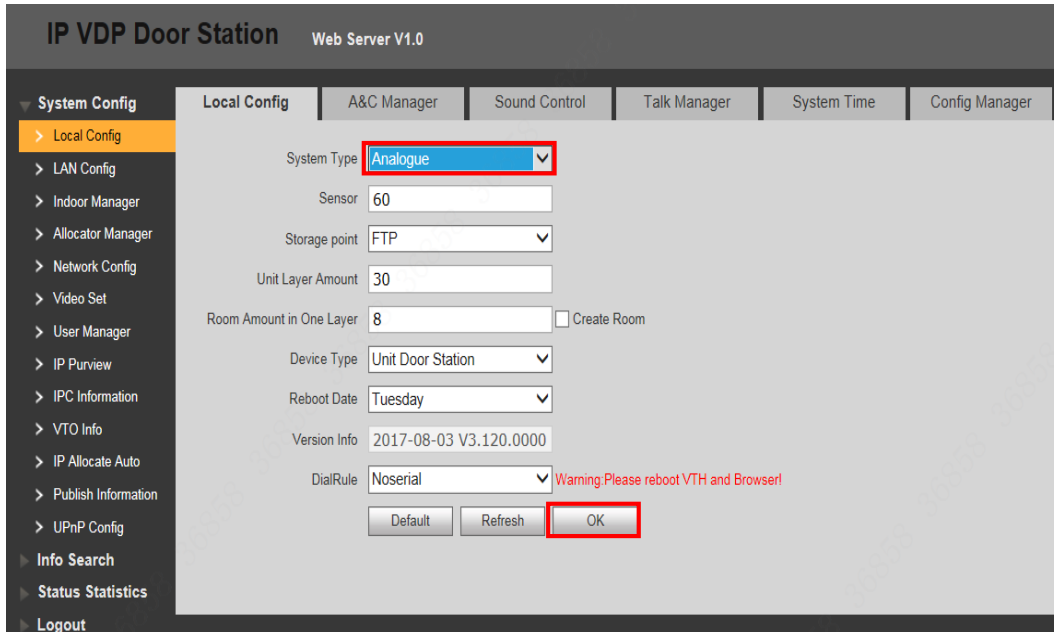 IP VDP Door Station Web Server V1.0
System Config
Local Config
LAN Config
Indoor Manager
Allocator Manager
Network Config
Video Set
User Manager
IP Purview
IPC Information
VTO Info
IP Allocate Auto
Publish Information
UPnP Config
Info Search
Status Statistics
Logout
Local Config A&C Manager Sound Control Talk Manager System Time Config Manager
System Type Analogue
Sensor 60
Storage point FTP
Unit Layer Amount 30
Room Amount in One Layer 8 Create Room
Device Type Unit Door Station
Reboot Date Tuesday
Version Info 2017-08-03 V3.120.0000
DialRule Noserial Warning:Please reboot VTH and Browser!
Default Refresh OK